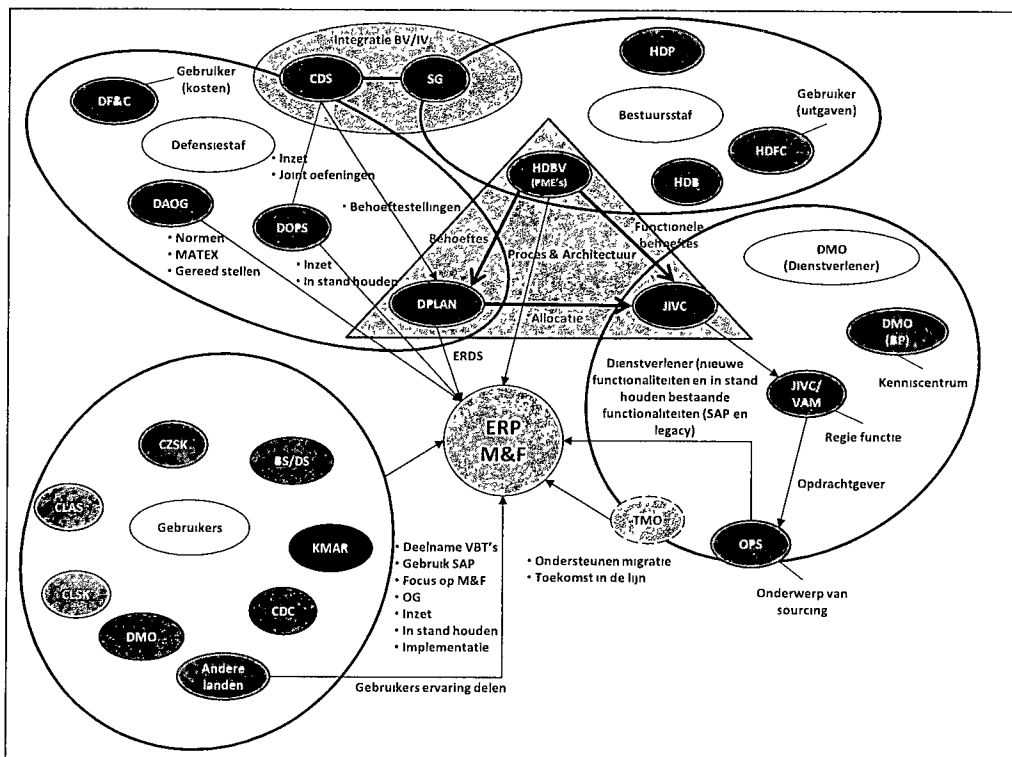 Integratie BV/IV
CDS
SG
HDP
Gebruiker
(kosten)
DF&C
Gebruiker
(uitgaven)
Bestuursstaf
Defensiestaf
HDFC
• Inzet
• Joint oefeningen
HDBV
(PME's)
HDB
DAOG
• Behoeftestellingen
DOPS
• Normen
• MATEX
• Gereed stellen
Behoeftes
Functionele
behoeftes
• Inzet
• In stand houden
Proces & Architectuur
DMO
(Dienstverlener)
DPLAN
JIVC
Allocatie
DMO
(BP)
ERDS
Dienstverlener (nieuwe
functionaliteiten en in stand
houden bestaande
functionaliteiten (SAP en
legacy)
Kenniscentrum
JIVC/
VAM
ERP
M&F
Regie functie
CZSK
BS/DS
Opdrachtgever
CLAS
Gebruikers
TMO
KMAR
OPS
• Deelname VBT's
• Gebruik SAP
• Focus op M&F
• OG
• Inzet
• In stand houden
• Implementatie
• Ondersteunen migratie
• Toekomst in de lijn
CLSK
CDC
Onderwerp van
sourcing
DMO
Andere
landen
Gebruikers ervaring delen